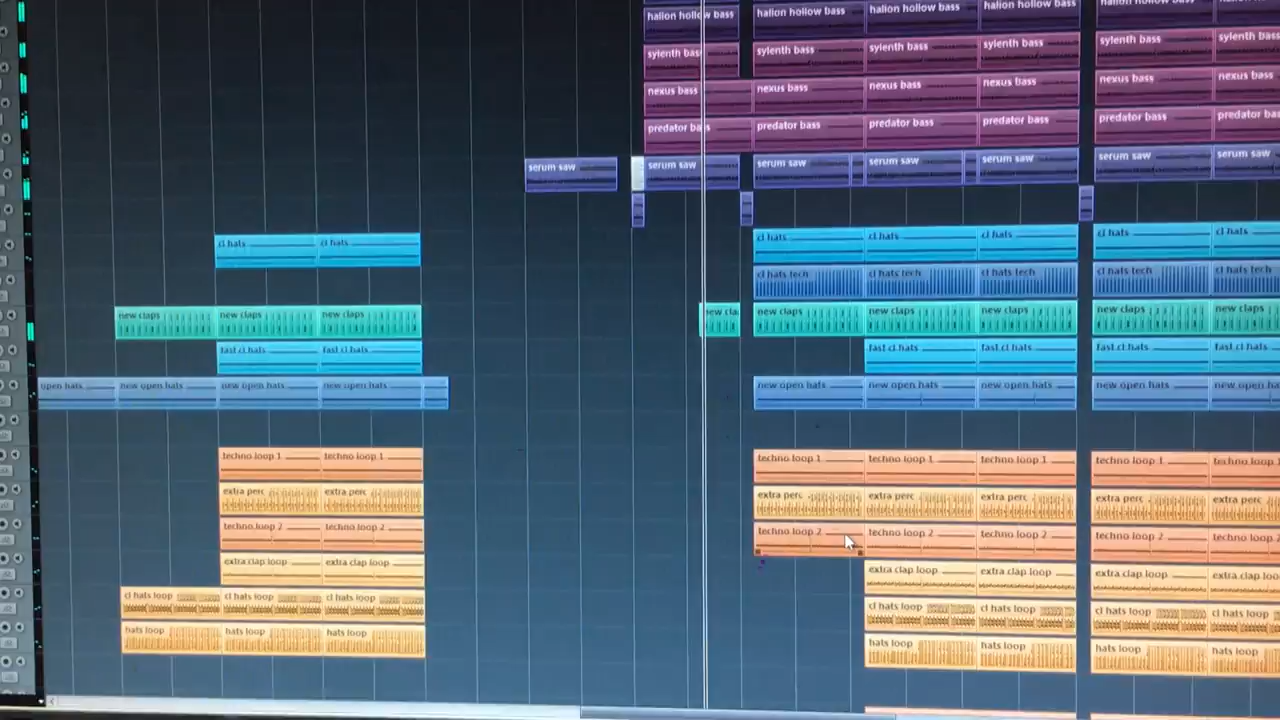 halion hollow bass halion hollow bass halion hollow bass halion hollow bass halion hollow bass
sylenth bass sylenth bass sylenth bass sylenth bass sylenth bass sylenth
nexus bass nexus bass nexus bass nexus bass nexus bass nexus bass
predator bass predator bass predator bass predator bass predator bass predator ba
serum saw serum saw serum saw serum saw serum saw serum saw serum saw
cl hats cl hats cl hats cl hats cl hats cl hats cl hats
cl hats tech cl hats tech cl hats tech cl hats tech cl hats tech
new claps new claps new claps new cla new claps new claps new claps new claps new claps
fast cl hats fast cl hats fast cl hats fast cl hats fast cl hats fast cl hat
open hats new open hats new open hats new open hats new open hats new open hats new open hats new open hats new open ha
techno loop 1 techno loop 1 techno loop 1 techno loop 1 techno loop 1 techno loop 1 techno loop
extra perc extra perc extra perc extra perc extra perc extra perc extra perc
techno loop 2 techno loop 2 techno loop 2 techno loop 2 techno loop 2 techno loop 2 techno loop 2
extra clap loop extra clap loop extra clap loop extra clap loop extra clap loop extra clap loo
cl hats loop cl hats loop cl hats loop cl hats loop cl hats loop cl hats loop cl hats loop
hats loop hats loop hats loop hats loop hats loop hats loop hats loop